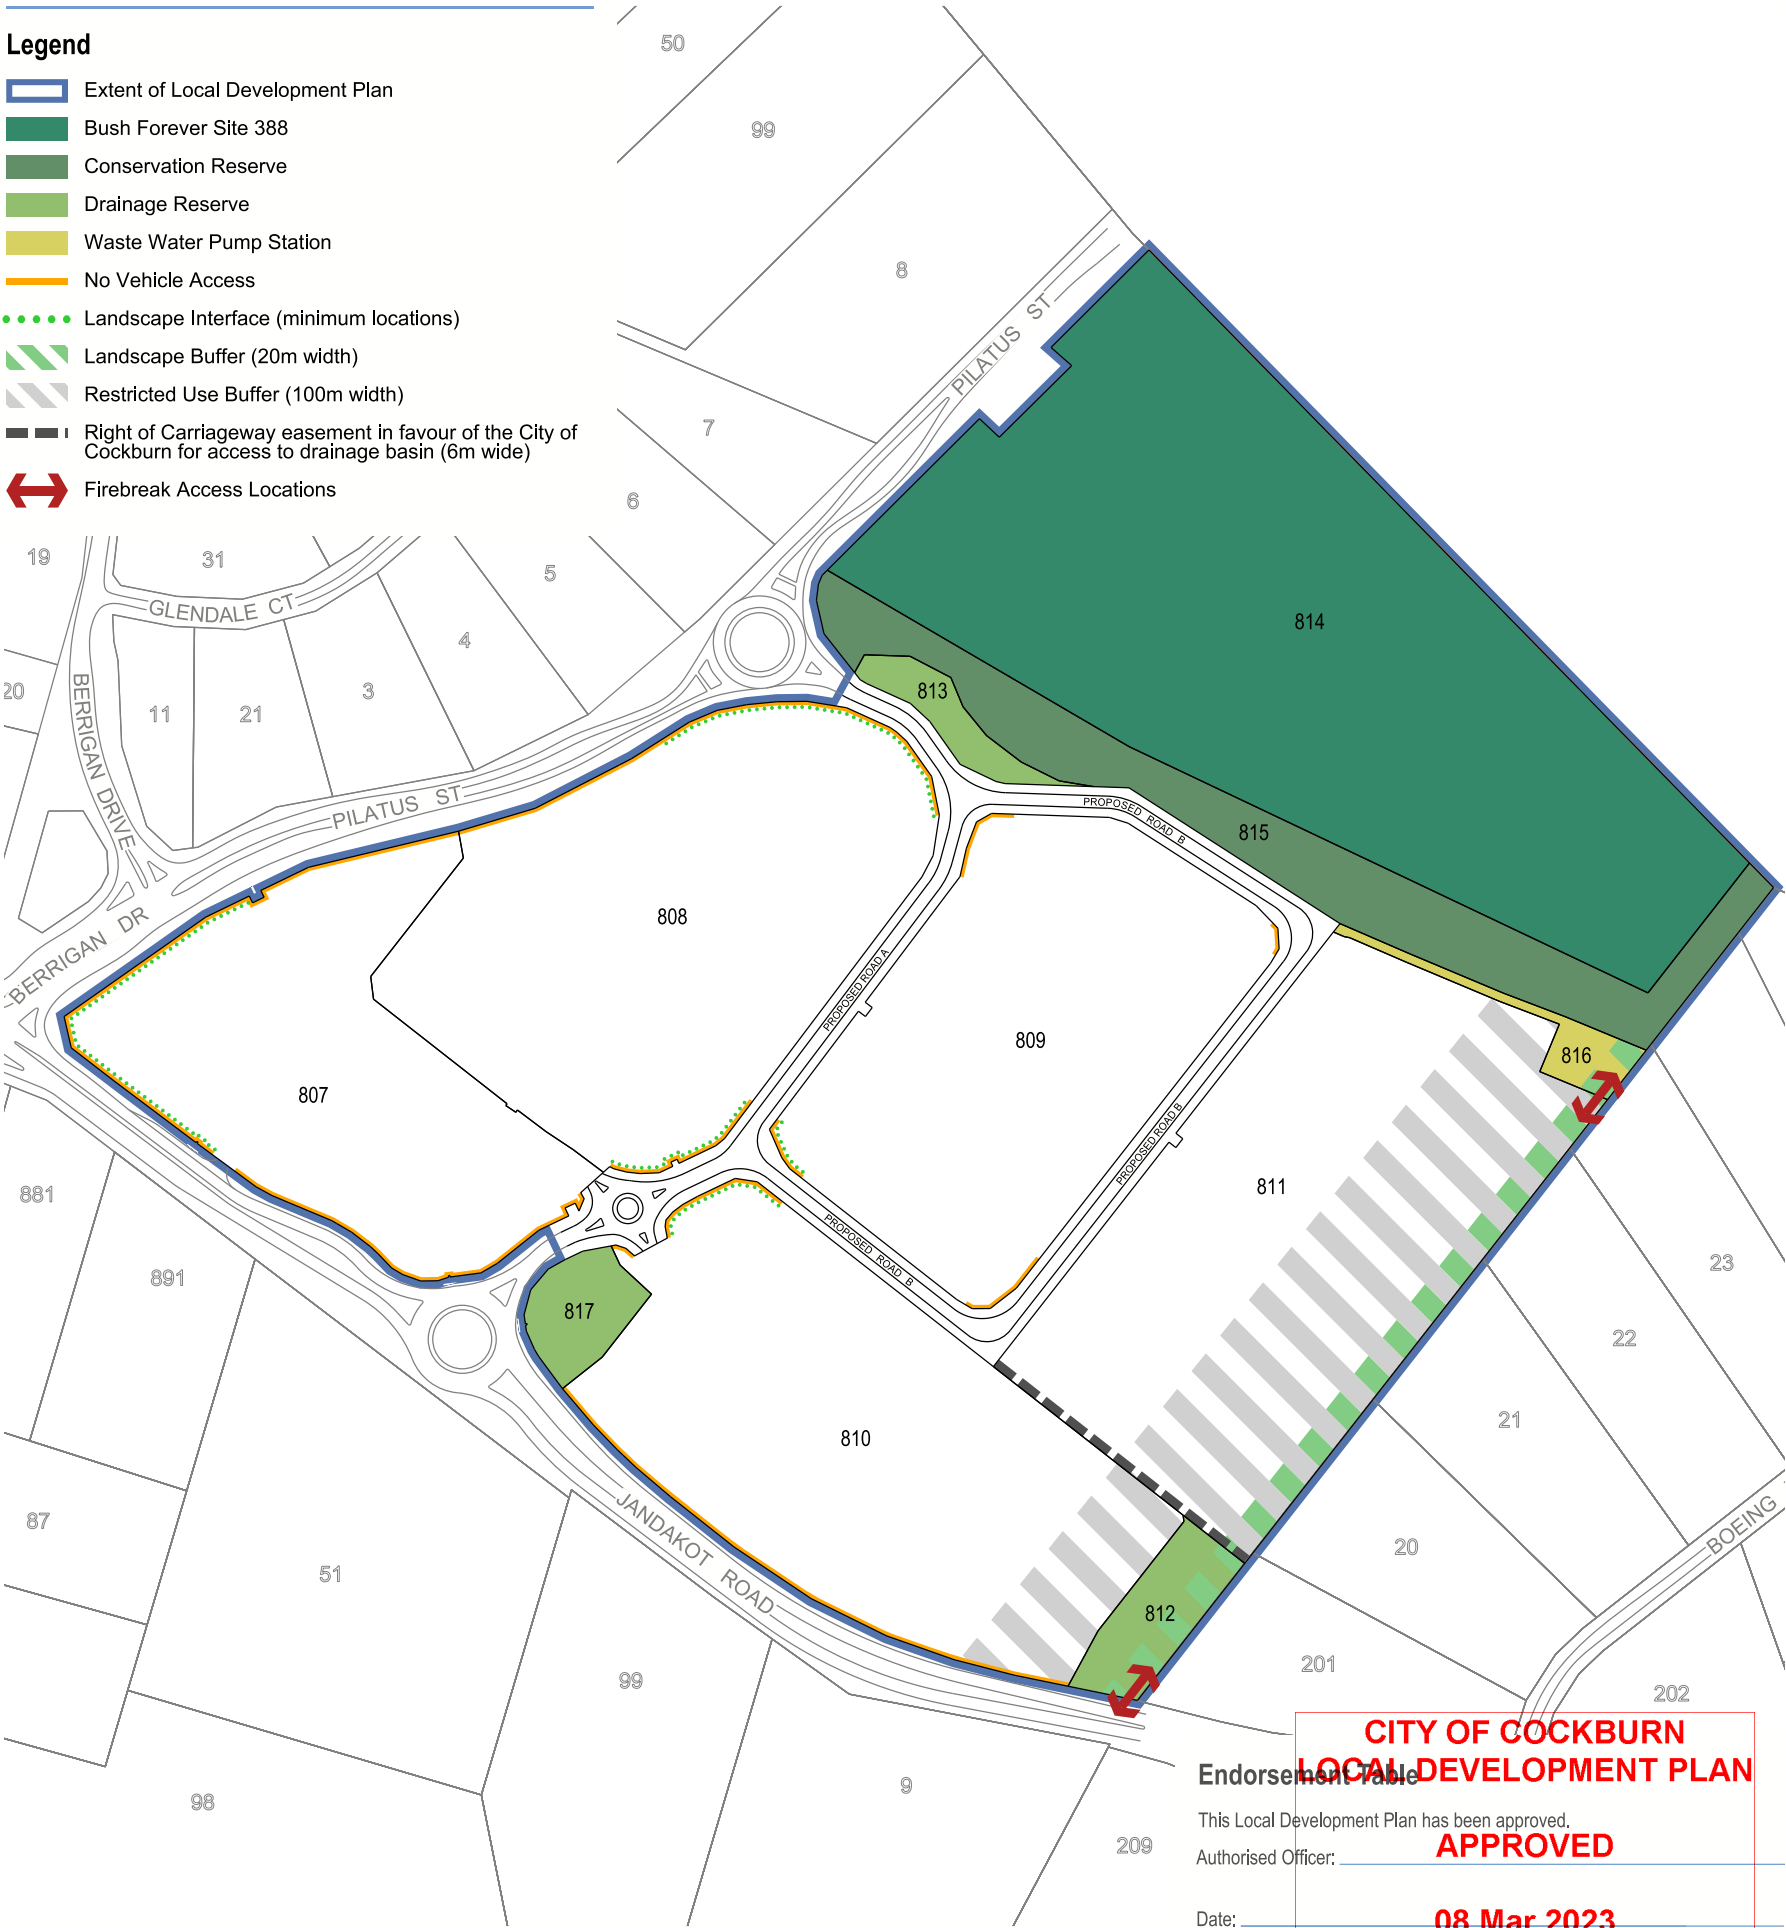 Legend
Extent of Local Development Plan
Bush Forever Site 388
Conservation Reserve
Drainage Reserve
Waste Water Pump Station
No Vehicle Access
Landscape Interface (minimum locations)
Landscape Buffer (20m width)
Restricted Use Buffer (100m width)
Right of Carriageway easement in favour of the City of
Cockburn for access to drainage basin (6m wide)
Firebreak Access Locations
50
99
8
7
6
5
4
3
21
11
31
19
20
GLENDALE CT
BERRIGAN DRIVE
PILATUS ST
PILATUS ST
BERRIGAN DR
814
813
815
808
PROPOSED ROAD B
PROPOSED ROAD A
809
816
807
811
PROPOSED ROAD B
PROPOSED ROAD B
817
810
812
881
891
87
51
JANDAKOT ROAD
99
98
9
209
23
22
21
20
201
202
BOEING
CITY OF COCKBURN
LOCAL DEVELOPMENT PLAN
Endorsement Table
This Local Development Plan has been approved.
APPROVED
Authorised Officer:
Date:
08 Mar 2023